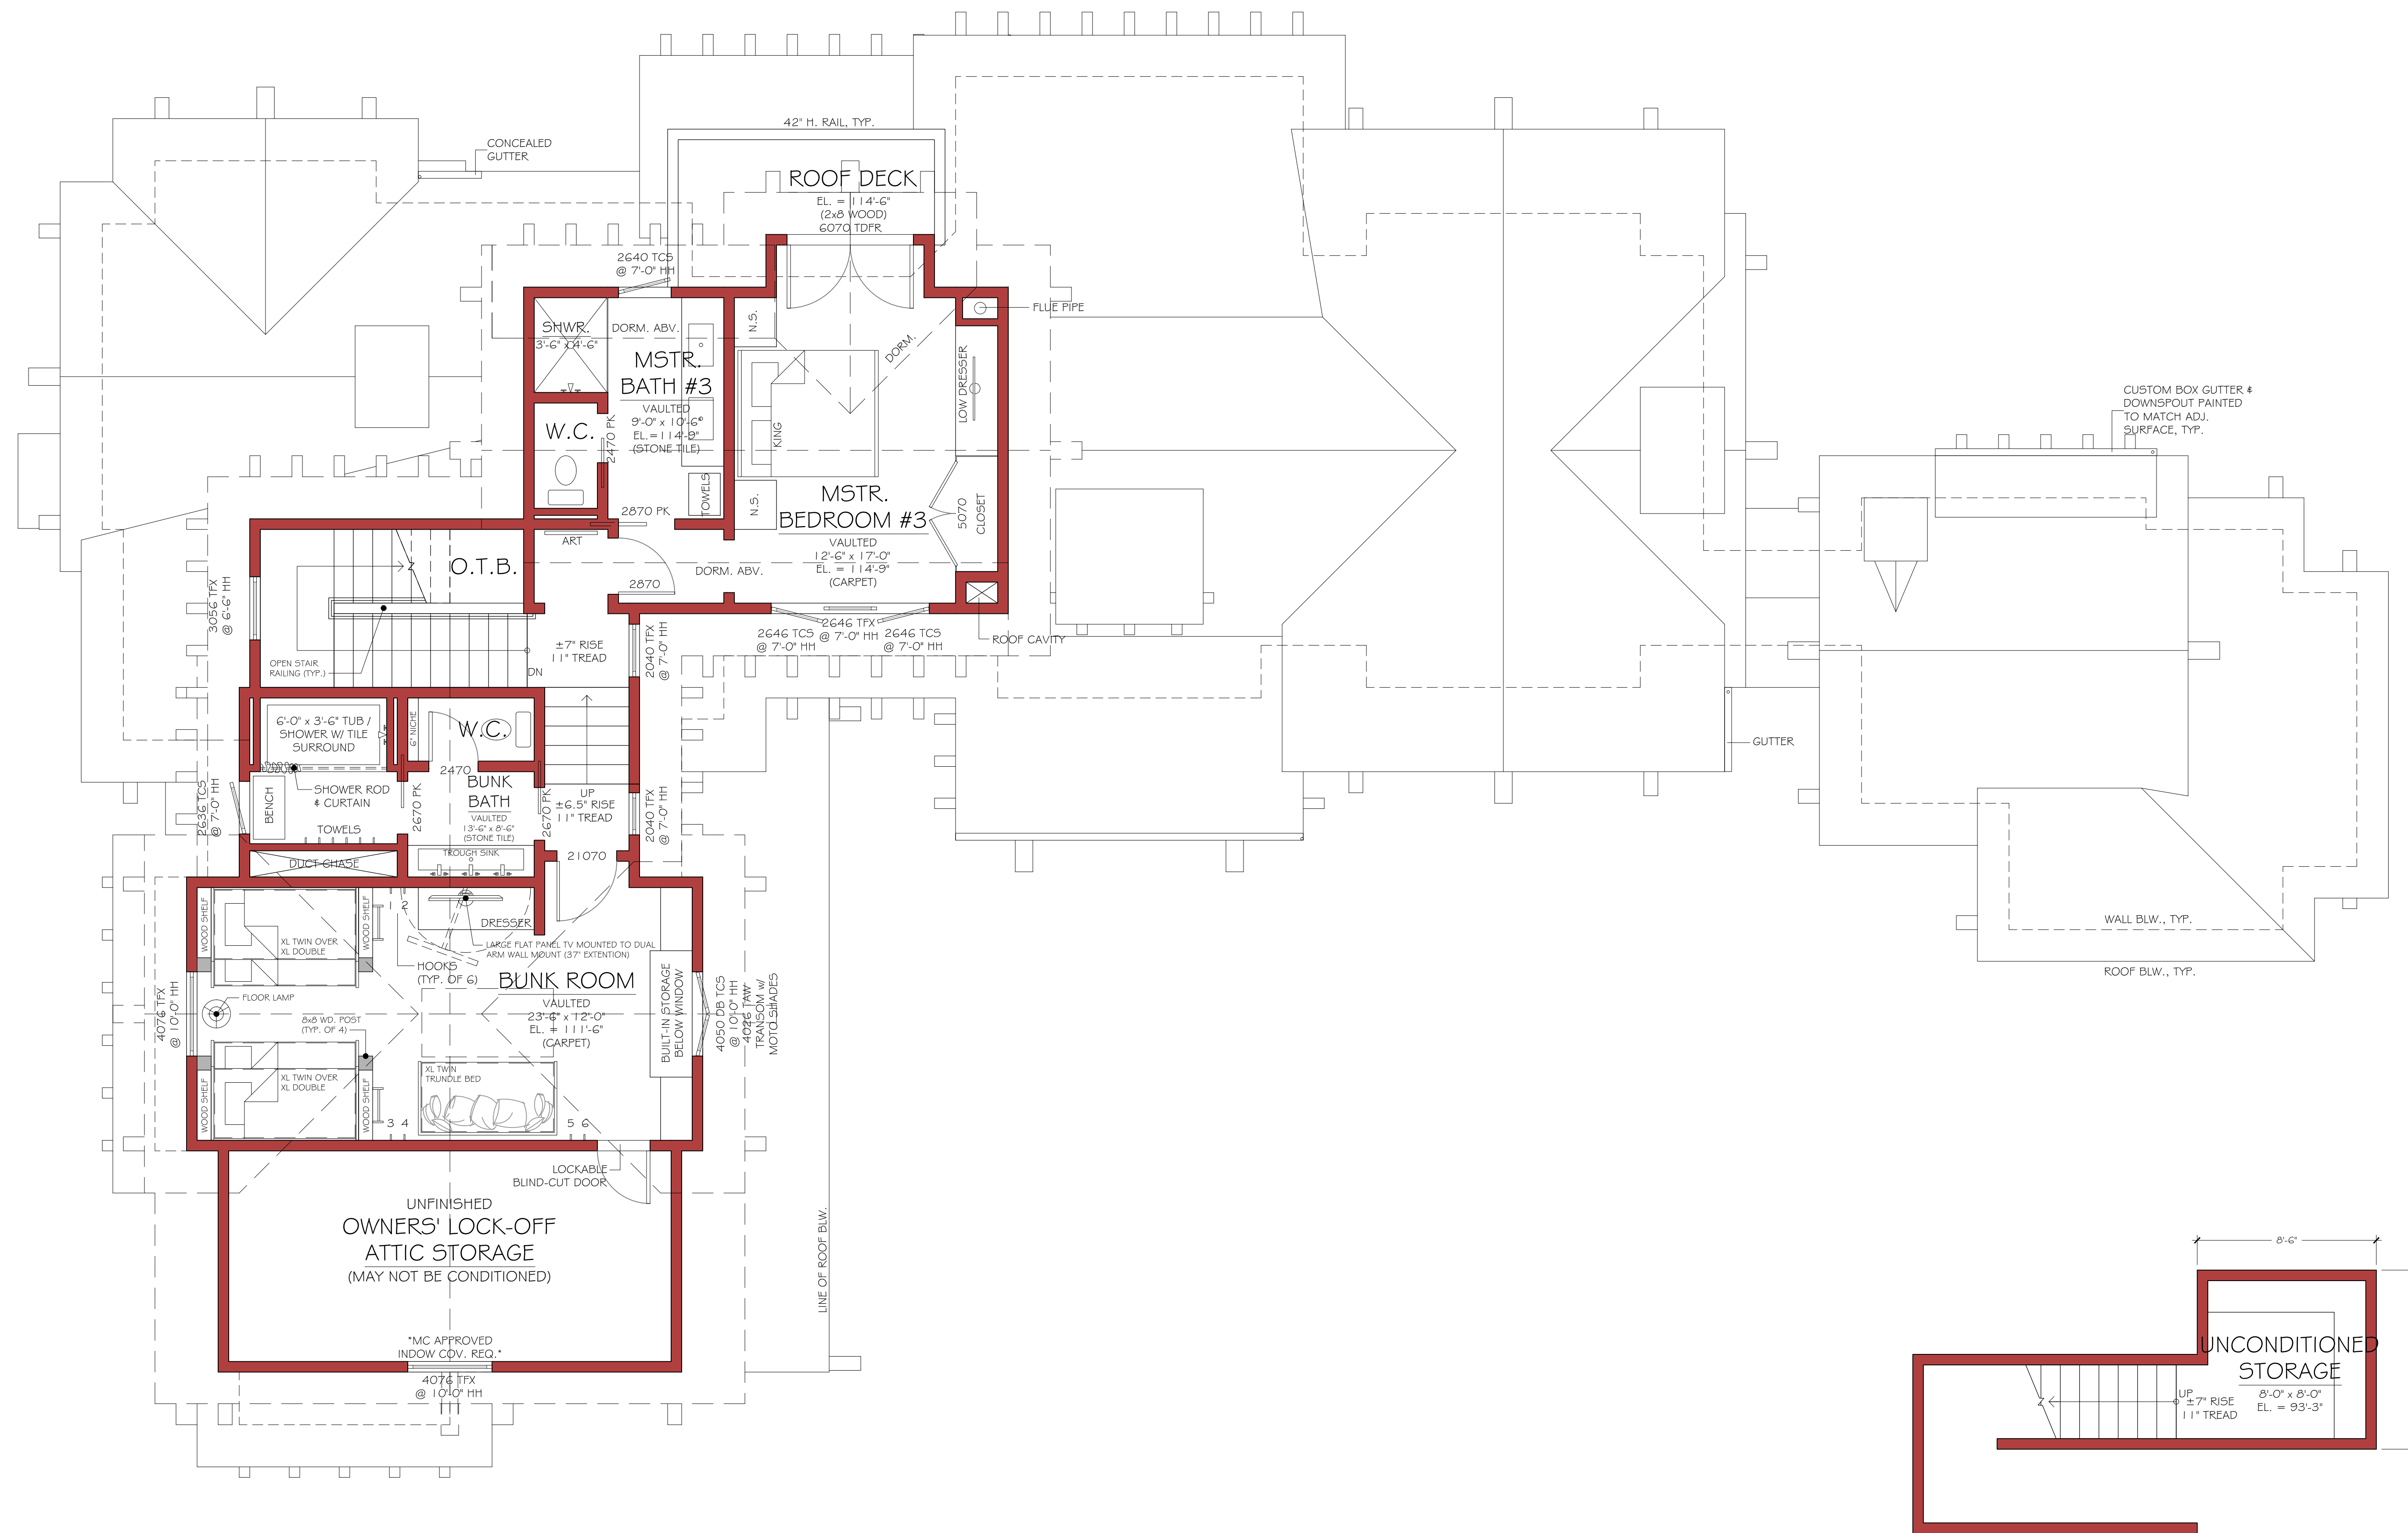 CONCEALED
GUTTER
42" H. RAIL, TYP.
ROOF DECK
EL. = 114'-6"
(2x8 WOOD)
6070 TDFR
2640 TCS
@ 7'-0" HH
FLUE PIPE
SHWR.
3'-6" x 4'-6"
DORM. ABV.
N.S.
DORM.
LOW DRESSER
MSTR.
BATH #3
VAULTED
9'-0" x 10'-6"
EL.=114'-9"
(STONE TILE)
W.C.
2470 PK
KING
TOWELS
N.S.
MSTR.
BEDROOM #3
VAULTED
12'-6" x 17'-0"
EL. = 114'-9"
(CARPET)
5070
CLOSET
2870 PK
ART
O.T.B.
2870
DORM. ABV.
3056 TFX
@ 6'-6" HH
2646 TCS
@ 7'-0" HH
2646 TFX
@ 7'-0" HH
2646 TCS
@ 7'-0" HH
ROOF CAVITY
CUSTOM BOX GUTTER &
DOWNSPOUT PAINTED
TO MATCH ADJ.
SURFACE, TYP.
OPEN STAIR
RAILING (TYP.)
±7" RISE
11" TREAD
DN
2040 TFX
@ 7'-0" HH
6'-0" x 3'-6" TUB /
SHOWER W/ TILE
SURROUND
6" NICHE
W.C.
2470
GUTTER
2636 TCS
@ 7'-0" HH
BENCH
SHOWER ROD
& CURTAIN
TOWELS
2670 PK
BUNK
BATH
VAULTED
13'-6" x 8'-6"
(STONE TILE)
2670 PK
UP
±6.5" RISE
11" TREAD
2040 TFX
@ 7'-0" HH
TROUGH SINK
21070
DUCT CHASE
WOOD SHELF
XL TWIN OVER
XL DOUBLE
WOOD SHELF
1 2
DRESSER
LARGE FLAT PANEL TV MOUNTED TO DUAL
ARM WALL MOUNT (37" EXTENTION)
HOOKS
(TYP. OF 6)
BUNK ROOM
VAULTED
23'-6" x 12'-0"
EL. = 111'-6"
(CARPET)
FLOOR LAMP
8x8 WD. POST
(TYP. OF 4)
4076 TFX
@ 10'-0" HH
BUILT-IN STORAGE
BELOW WINDOW
4050 DB TCS
@ 10'-0" HH
4026 TAW
TRANSOM w/
MOTO SHADES
WOOD SHELF
XL TWIN OVER
XL DOUBLE
WOOD SHELF
XL TWIN
TRUNDLE BED
3 4
5 6
LOCKABLE
BLIND-CUT DOOR
UNFINISHED
OWNERS' LOCK-OFF
ATTIC STORAGE
(MAY NOT BE CONDITIONED)
*MC APPROVED
INDOW COV. REQ.*
4076 TFX
@ 10'-0" HH
LINE OF ROOF BLW.
WALL BLW., TYP.
ROOF BLW., TYP.
8'-6"
UNCONDITIONED
STORAGE
8'-0" x 8'-0"
EL. = 93'-3"
UP
±7" RISE
11" TREAD